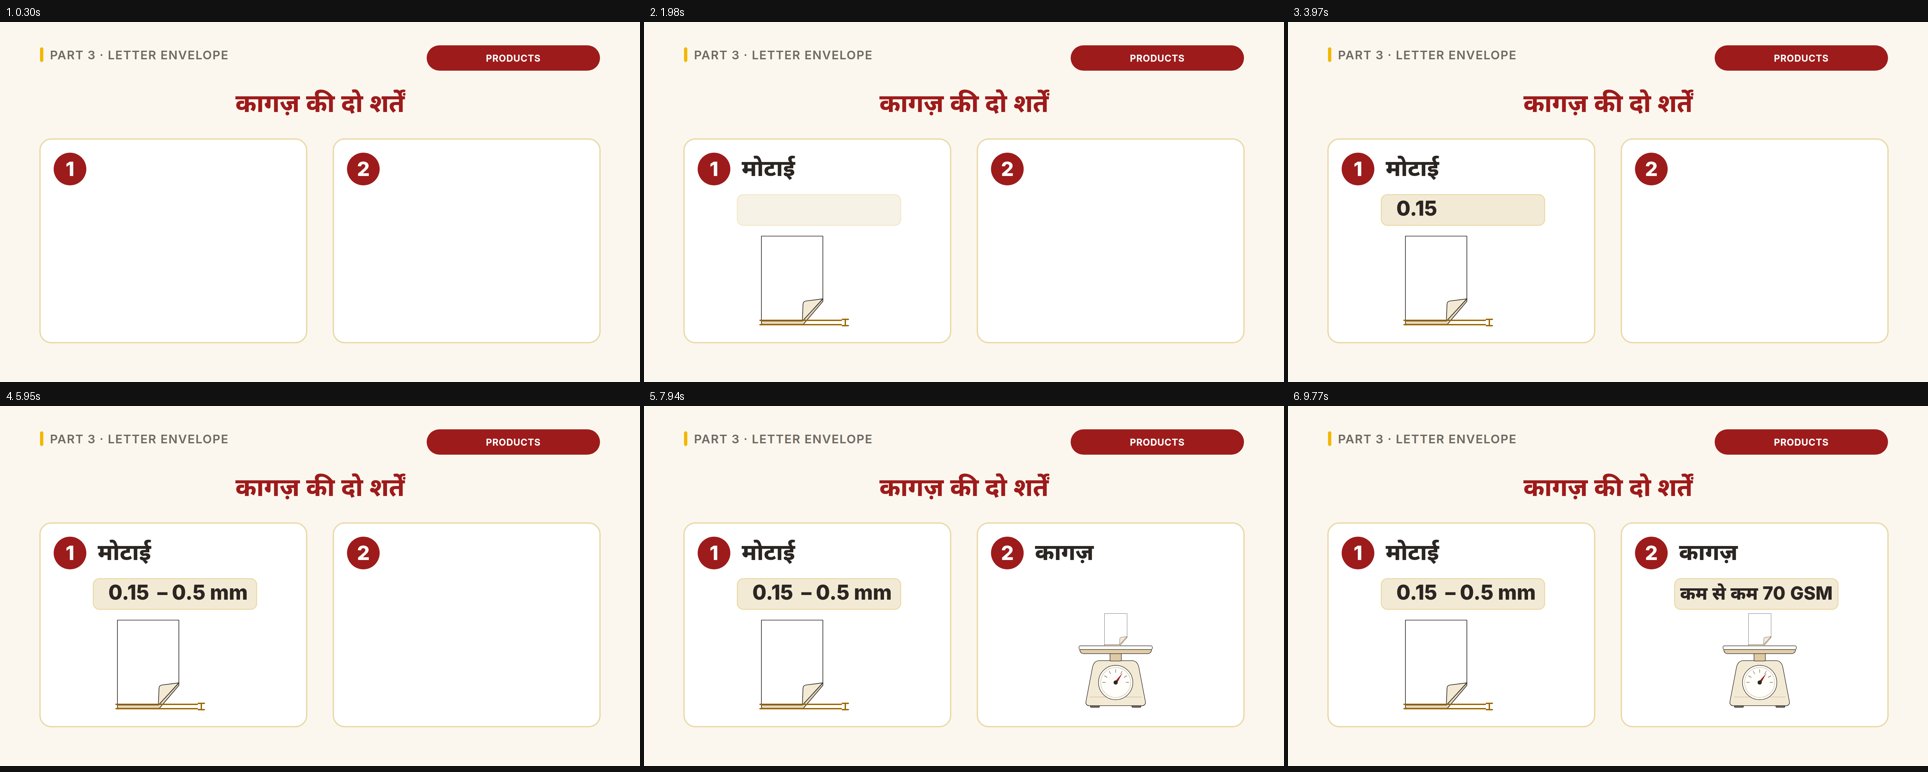 1. 0.30s
PART 3 · LETTER ENVELOPE
PRODUCTS
कागज़ की दो शर्तें
1
2
2. 1.98s
PART 3 · LETTER ENVELOPE
PRODUCTS
कागज़ की दो शर्तें
1 मोटाई
2
3. 3.97s
PART 3 · LETTER ENVELOPE
PRODUCTS
कागज़ की दो शर्तें
1 मोटाई
0.15
2
4. 5.95s
PART 3 · LETTER ENVELOPE
PRODUCTS
कागज़ की दो शर्तें
1 मोटाई
0.15 – 0.5 mm
2
5. 7.94s
PART 3 · LETTER ENVELOPE
PRODUCTS
कागज़ की दो शर्तें
1 मोटाई
0.15 – 0.5 mm
2 कागज़
6. 9.77s
PART 3 · LETTER ENVELOPE
PRODUCTS
कागज़ की दो शर्तें
1 मोटाई
0.15 – 0.5 mm
2 कागज़
कम से कम 70 GSM